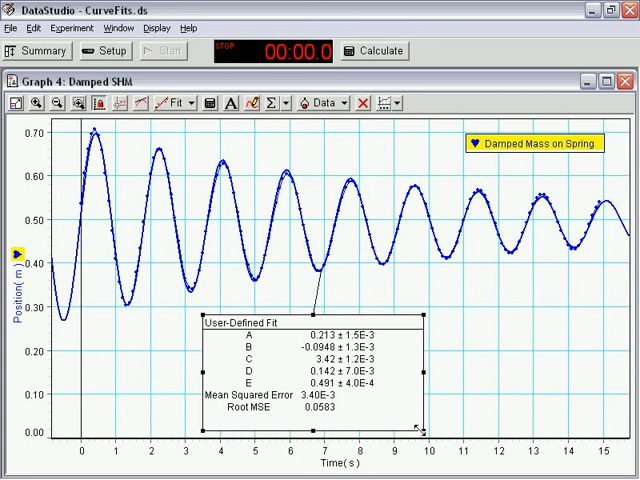 DataStudio - CurveFits.ds
File Edit Experiment Window Display Help
Summary Setup Start STOP 00:00.0 Calculate
Graph 4: Damped SHM
Fit A Σ Data
0.70
Damped Mass on Spring
0.60
0.50
0.40
0.30
0.20
0.10
0.00
Position( m )
User-Defined Fit
A 0.213 ± 1.5E-3
B -0.0948 ± 1.3E-3
C 3.42 ± 1.2E-3
D 0.142 ± 7.0E-3
E 0.491 ± 4.0E-4
Mean Squared Error 3.40E-3
Root MSE 0.0583
0 1 2 3 4 5 6 7 8 9 10 11 12 13 14 15
Time( s )